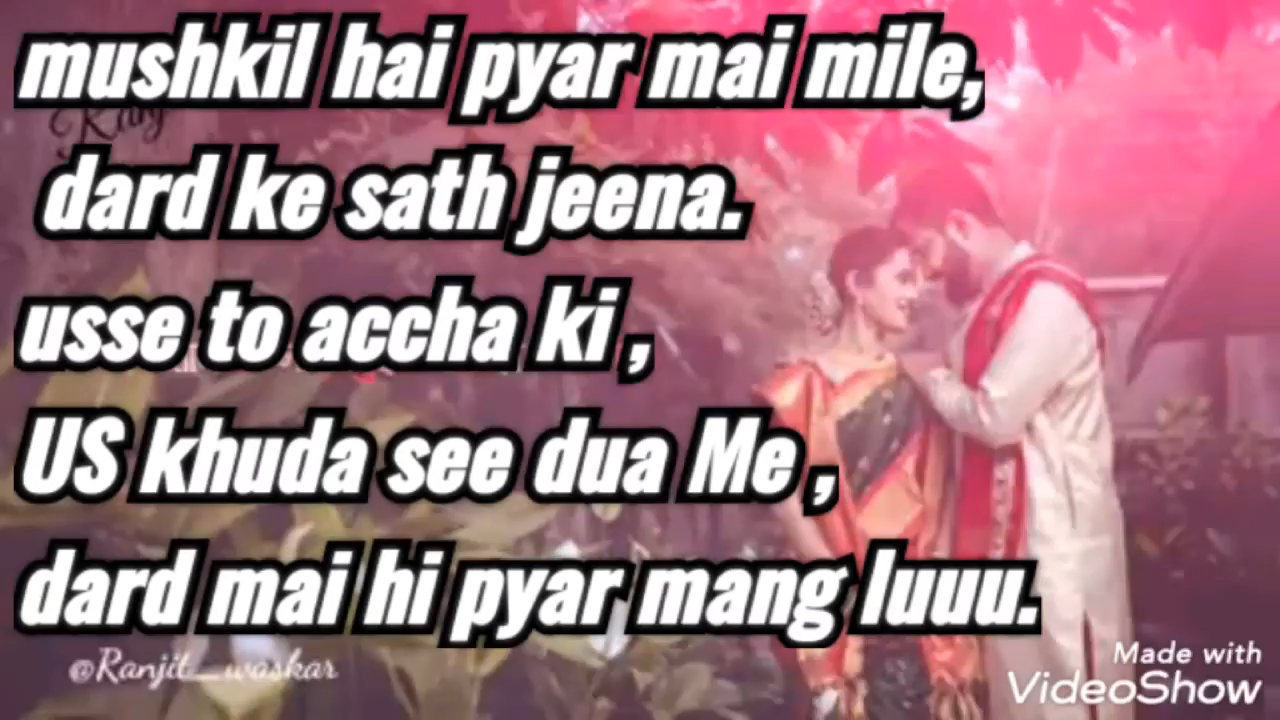 mushkil hai pyar mai mile,
dard ke sath jeena.
usse to accha ki ,
US khuda see dua Me ,
dard mai hi pyar mang luuu.
@Ranjit__waskar
Made with
VideoShow